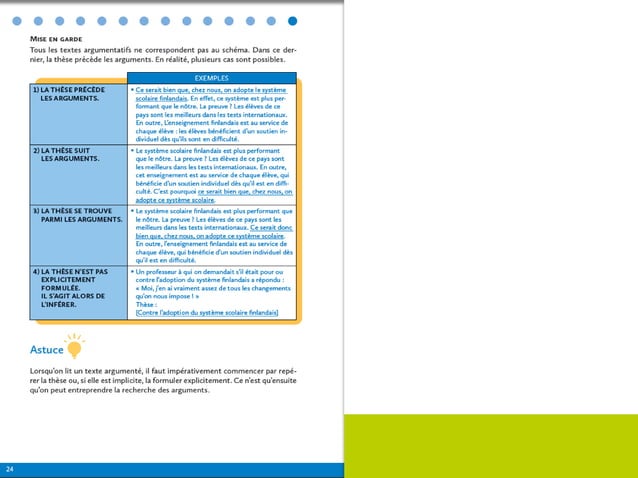 MISE EN GARDE
Tous les textes argumentatifs ne correspondent pas au schéma. Dans ce der-
nier, la thèse précède les arguments. En réalité, plusieurs cas sont possibles.
EXEMPLES
1) LA THÈSE PRÉCÈDE
LES ARGUMENTS.
• Ce serait bien que, chez nous, on adopte le système
scolaire finlandais. En effet, ce système est plus per-
formant que le nôtre. La preuve ? Les élèves de ce
pays sont les meilleurs dans les tests internationaux.
En outre, L'enseignement finlandais est au service de
chaque élève : les élèves bénéficient d'un soutien in-
dividuel dès qu'ils sont en difficulté.
2) LA THÈSE SUIT
LES ARGUMENTS.
• Le système scolaire finlandais est plus performant
que le nôtre. La preuve ? Les élèves de ce pays sont
les meilleurs dans les tests internationaux. En outre,
cet enseignement est au service de chaque élève, qui
bénéficie d'un soutien individuel dès qu'il est en diffi-
culté. C'est pourquoi ce serait bien que, chez nous, on
adopte ce système scolaire.
3) LA THÈSE SE TROUVE
PARMI LES ARGUMENTS.
• Le système scolaire finlandais est plus performant que
le nôtre. La preuve ? Les élèves de ce pays sont les
meilleurs dans les tests internationaux. Ce serait donc
bien que, chez nous, on adopte ce système scolaire.
En outre, l'enseignement finlandais est au service de
chaque élève, qui bénéficie d'un soutien individuel dès
qu'il est en difficulté.
4) LA THÈSE N'EST PAS
EXPLICITEMENT
FORMULÉE.
IL S'AGIT ALORS DE
L'INFÉRER.
• Un professeur à qui on demandait s'il était pour ou
contre l'adoption du système finlandais a répondu :
« Moi, j'en ai vraiment assez de tous les changements
qu'on nous impose ! »
Thèse :
[Contre l'adoption du système scolaire finlandais]
Astuce
Lorsqu'on lit un texte argumenté, il faut impérativement commencer par repé-
rer la thèse ou, si elle est implicite, la formuler explicitement. Ce n'est qu'ensuite
qu'on peut entreprendre la recherche des arguments.
24